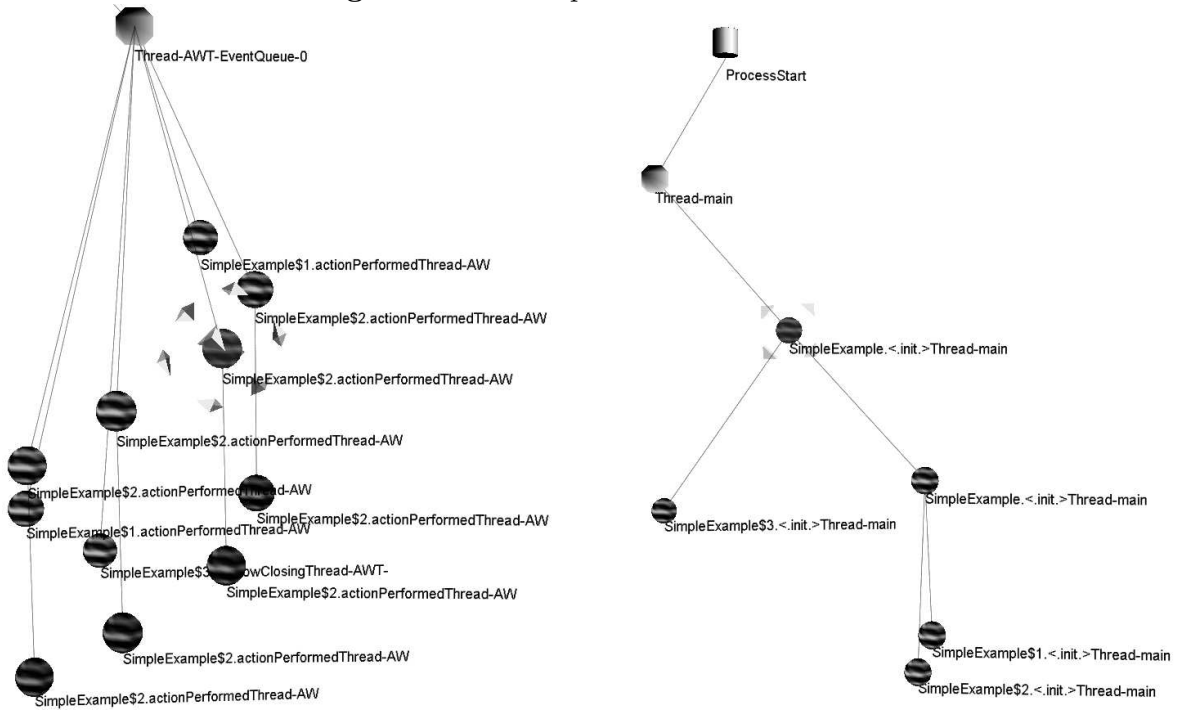 Thread-AWT-EventQueue-0
SimpleExample$1.actionPerformedThread-AW
SimpleExample$2.actionPerformedThread-AW
SimpleExample$2.actionPerformedThread-AW
SimpleExample$2.actionPerformedThread-AW
SimpleExample$2.actionPerformedThread-AW
SimpleExample$2.actionPerformedThread-AW
SimpleExample$1.actionPerformedThread-AW
SimpleExample$3 owClosingThread-AWT-
SimpleExample$2.actionPerformedThread-AW
SimpleExample$2.actionPerformedThread-AW
SimpleExample$2.actionPerformedThread-AW
ProcessStart
Thread-main
SimpleExample.<.init.>Thread-main
SimpleExample.<.init.>Thread-main
SimpleExample$3.<.init.>Thread-main
SimpleExample$1.<.init.>Thread-main
SimpleExample$2.<.init.>Thread-main